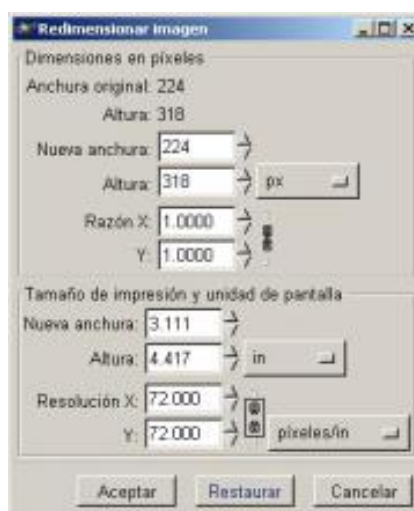 Redimensionar imagen
Dimensiones en píxeles
Anchura original: 224
Altura: 318
Nueva anchura: 224
Altura: 318 px
Razón X: 1.0000
Y: 1.0000
Tamaño de impresión y unidad de pantalla
Nueva anchura: 3.111
Altura: 4.417 in
Resolución X: 72.000
Y: 72.000 píxeles/in
Aceptar Restaurar Cancelar